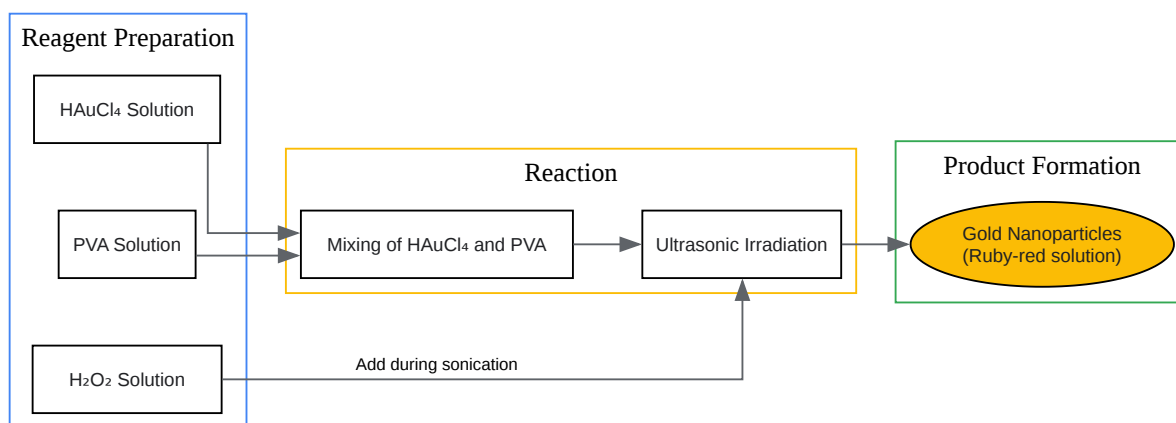 Reagent Preparation
HAuCl₄ Solution
PVA Solution
H₂O₂ Solution
Reaction
Mixing of HAuCl₄ and PVA
Ultrasonic Irradiation
Add during sonication
Product Formation
Gold Nanoparticles
(Ruby-red solution)